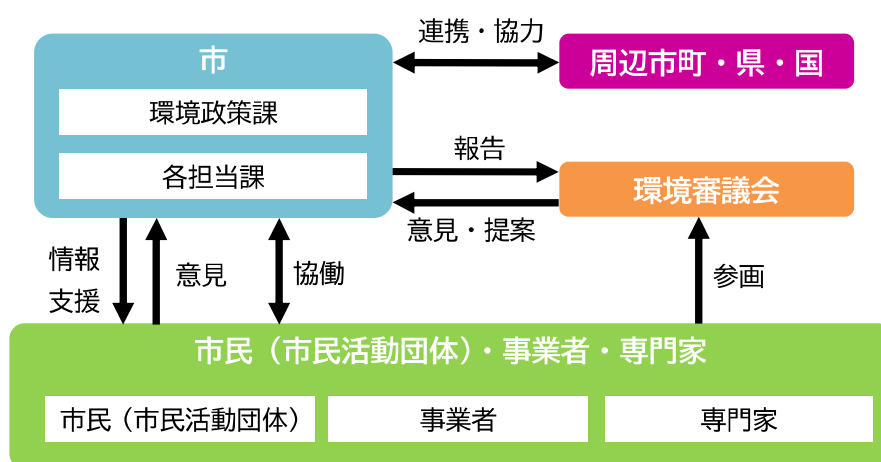 連携・協力
市
周辺市町・県・国
環境政策課
報告
各担当課
環境審議会
意見・提案
情報
支援
意見
協働
参画
市民（市民活動団体）・事業者・専門家
市民（市民活動団体）
事業者
専門家